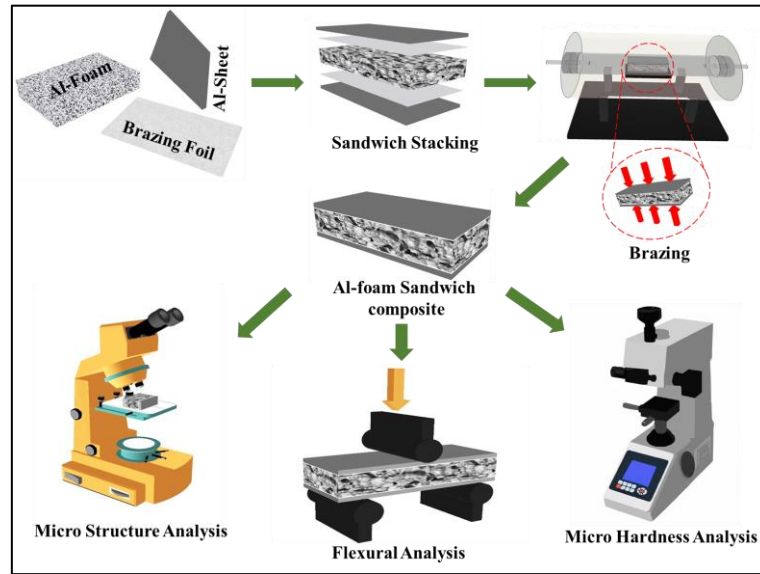 Al-Foam
Al-Sheet
Brazing Foil
Sandwich Stacking
Brazing
Al-foam Sandwich
composite
Micro Structure Analysis
Flexural Analysis
Micro Hardness Analysis